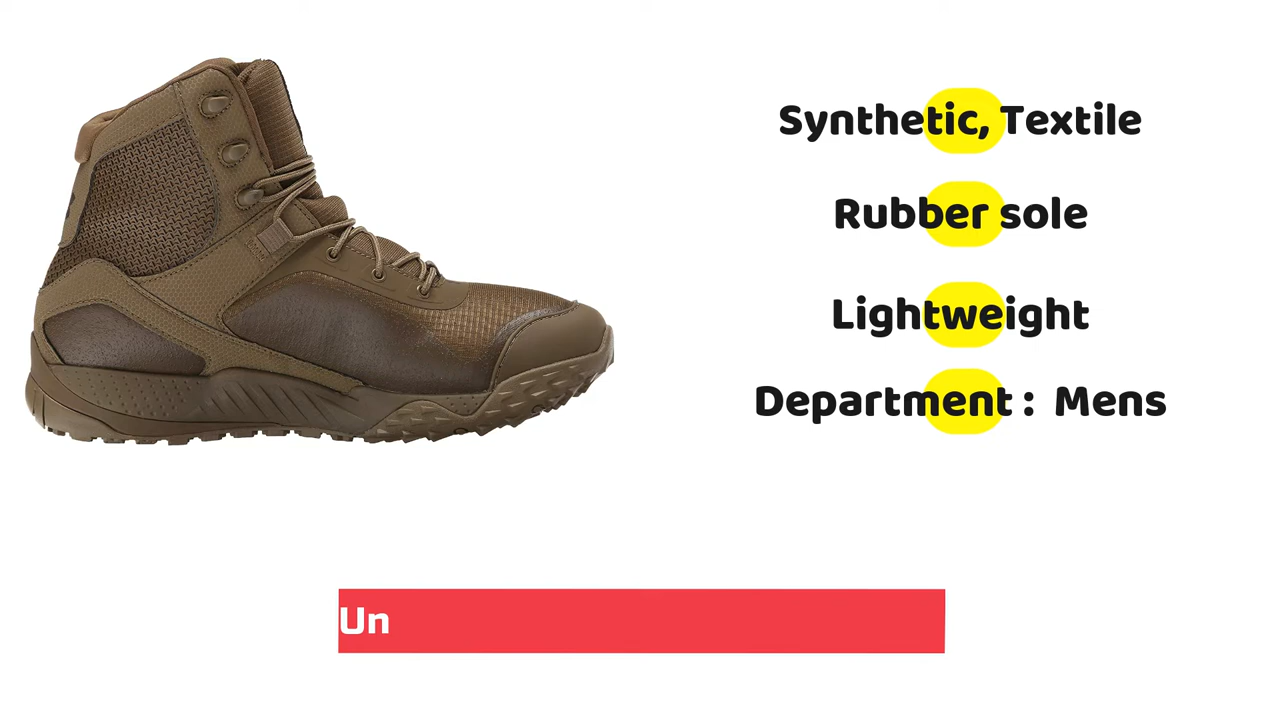 Synthetic, Textile
Rubber sole
Lightweight
Department : Mens
Un